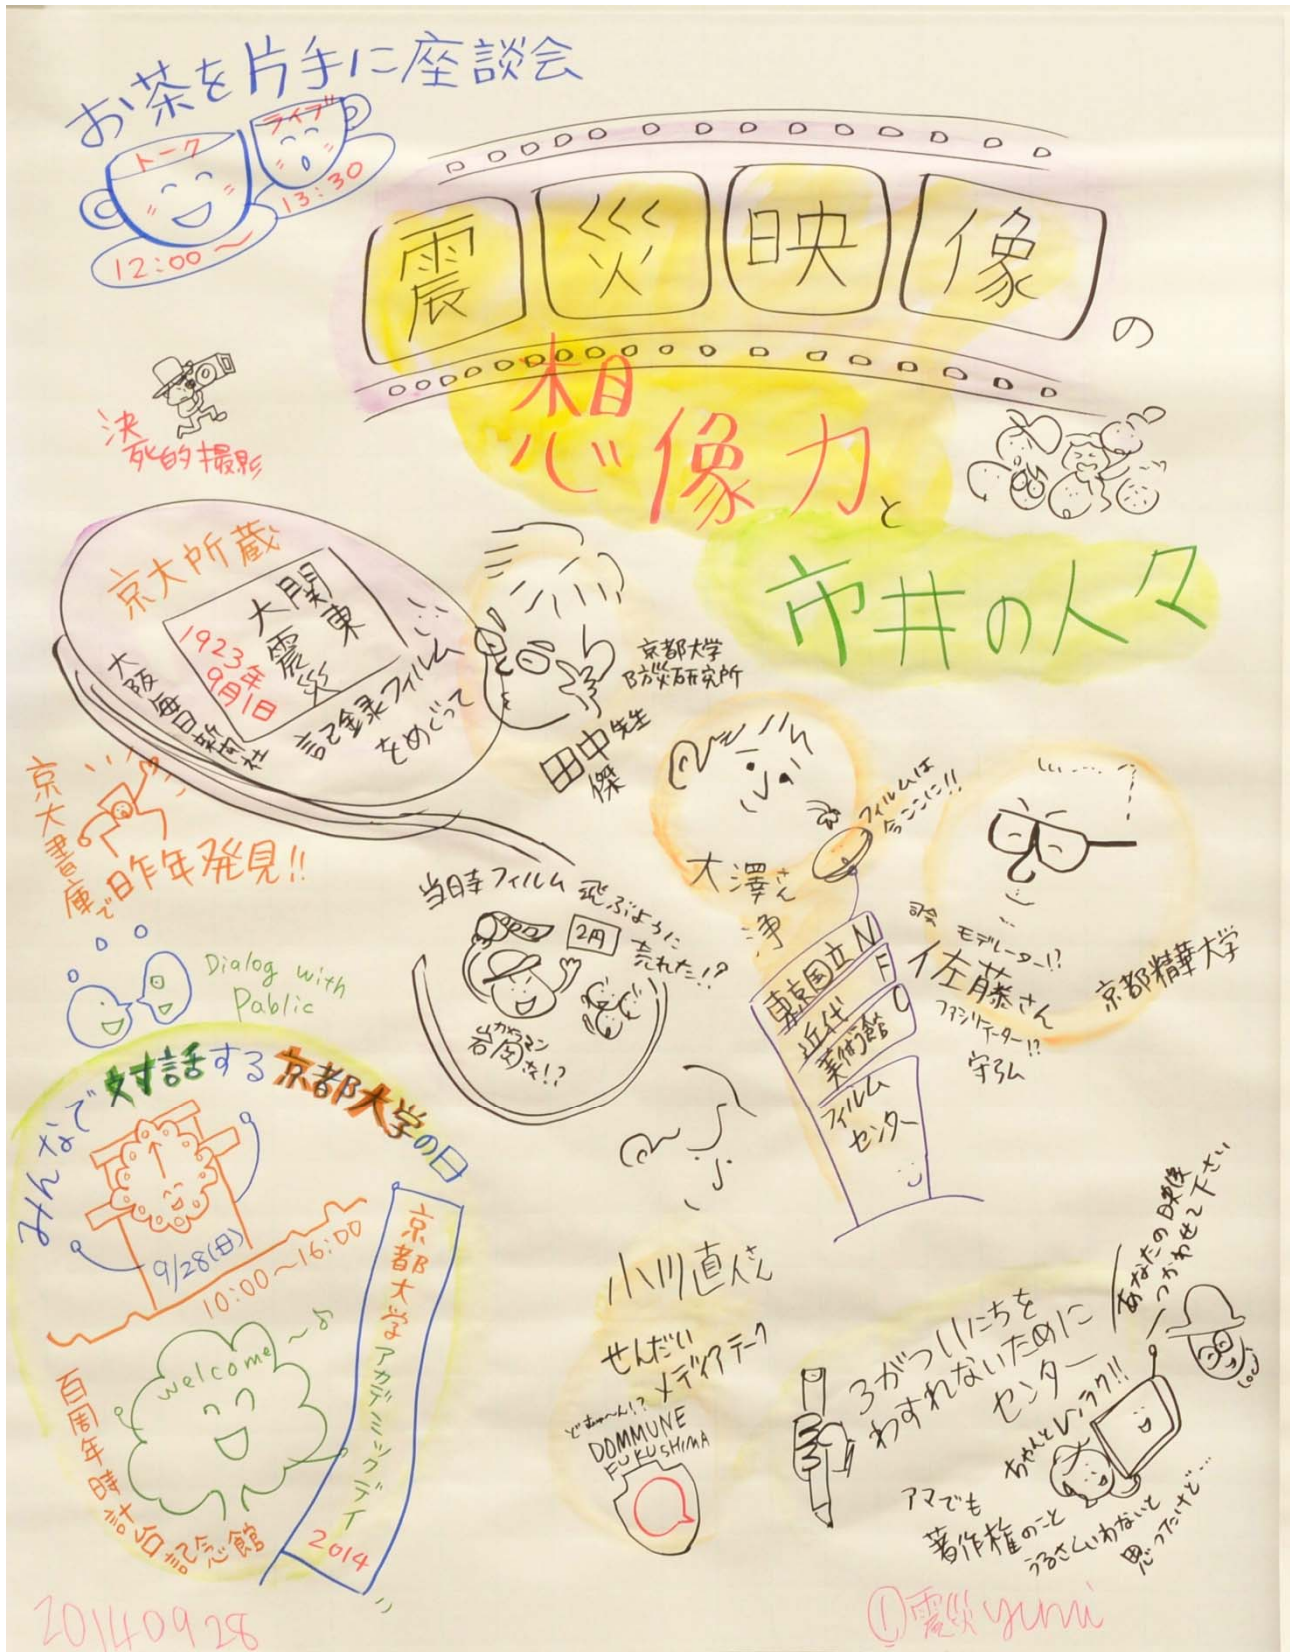 お茶を片手に座談会
トーク
ライブ
12:00〜
13:30
震災映像の
想像力と
市井の人々
決死的撮影
京大所蔵
関東
大震災
1923年
9月1日
大阪毎日新聞社
記録フィルム
をめぐって
京都大学
防災研究所
田中先生
傑
京大書庫で昨年発見!!
フィルムは
今ここに!!
大澤さん
浄
東京国立
近代
美術館
フィルム
センター
NFC
司会
モデレーター!?
佐藤さん
ファシリテーター!?
守弘
京都精華大学
当時フィルム
飛ぶように
売れた!?
2円
カメラマン
Dialog with
Pablic
みんなで対話する京都大学の日
9/28(日)
10:00〜16:00
welcome〜♪
百周年時計台記念館
京都大学アカデミックデイ
2014
小川直人さん
せんだい
メディアテーク
DOMMUNE
FUKUSHIMA
3がつ11にちを
わすれないために
センター
あなたの映像
つかわせて下さい
ちゃんとレンラク!!
アマでも
著作権のこと
うるさくいわないと
思ってたけど…
20140928
①震災 yumi